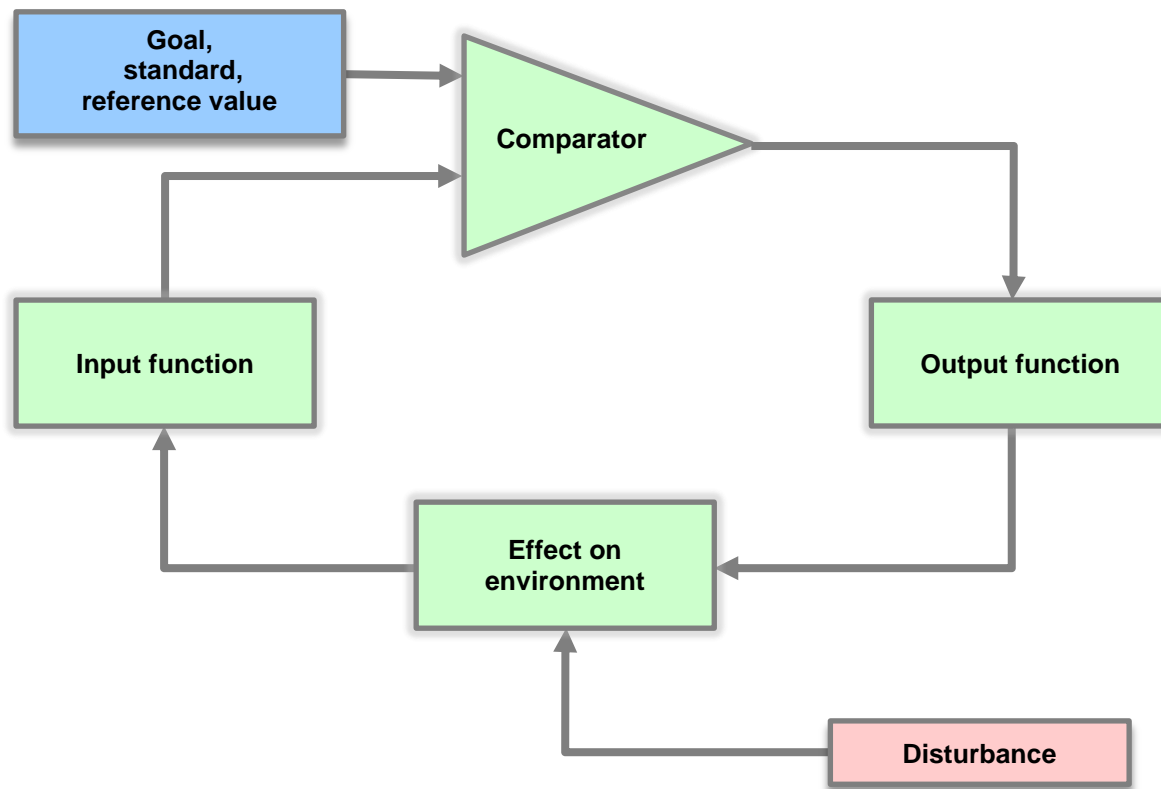 Goal,
standard,
reference value
Comparator
Input function
Output function
Effect on
environment
Disturbance